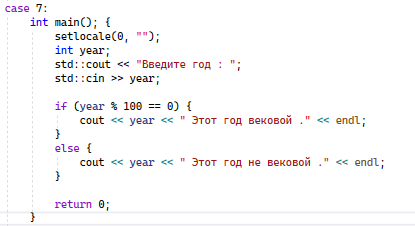 case 7:
int main(); {
setlocale(0, "");
int year;
std::cout << "Введите год : ";
std::cin >> year;
if (year % 100 == 0) {
cout << year << " Этот год вековой ." << endl;
}
else {
cout << year << " Этот год не вековой ." << endl;
}
return 0;
}